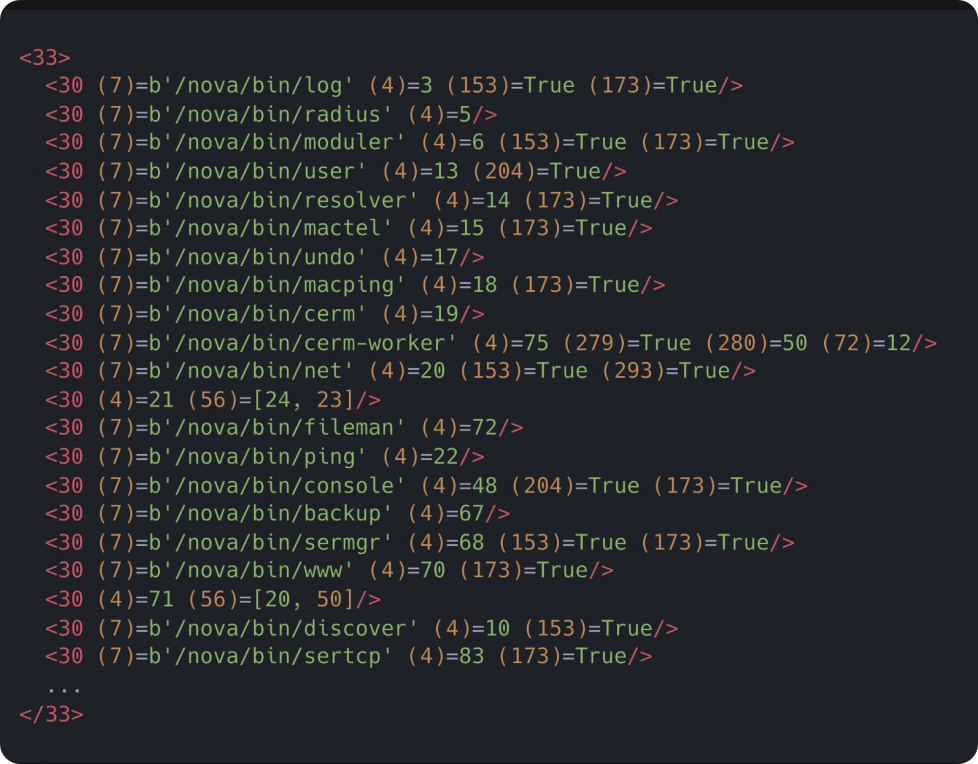 <33>
<30 (7)=b'/nova/bin/log' (4)=3 (153)=True (173)=True/>
<30 (7)=b'/nova/bin/radius' (4)=5/>
<30 (7)=b'/nova/bin/moduler' (4)=6 (153)=True (173)=True/>
<30 (7)=b'/nova/bin/user' (4)=13 (204)=True/>
<30 (7)=b'/nova/bin/resolver' (4)=14 (173)=True/>
<30 (7)=b'/nova/bin/mactel' (4)=15 (173)=True/>
<30 (7)=b'/nova/bin/undo' (4)=17/>
<30 (7)=b'/nova/bin/macping' (4)=18 (173)=True/>
<30 (7)=b'/nova/bin/cerm' (4)=19/>
<30 (7)=b'/nova/bin/cerm-worker' (4)=75 (279)=True (280)=50 (72)=12/>
<30 (7)=b'/nova/bin/net' (4)=20 (153)=True (293)=True/>
<30 (4)=21 (56)=[24, 23]/>
<30 (7)=b'/nova/bin/fileman' (4)=72/>
<30 (7)=b'/nova/bin/ping' (4)=22/>
<30 (7)=b'/nova/bin/console' (4)=48 (204)=True (173)=True/>
<30 (7)=b'/nova/bin/backup' (4)=67/>
<30 (7)=b'/nova/bin/sermgr' (4)=68 (153)=True (173)=True/>
<30 (7)=b'/nova/bin/www' (4)=70 (173)=True/>
<30 (4)=71 (56)=[20, 50]/>
<30 (7)=b'/nova/bin/discover' (4)=10 (153)=True/>
<30 (7)=b'/nova/bin/sertcp' (4)=83 (173)=True/>
...
</33>